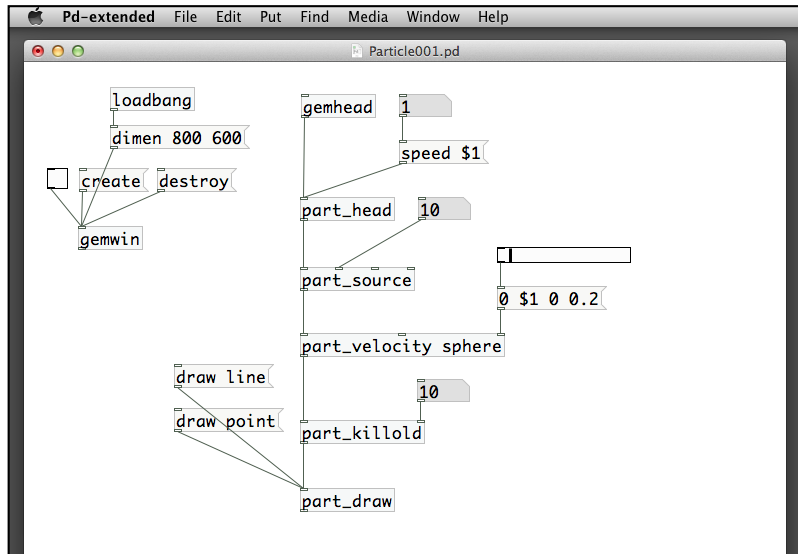 Pd-extended File Edit Put Find Media Window Help
Particle001.pd
loadbang
gemhead
1
dimen 800 600
speed $1
create
destroy
part_head
10
gemwin
part_source
0 $1 0 0.2
part_velocity sphere
draw line
10
draw point
part_killold
part_draw